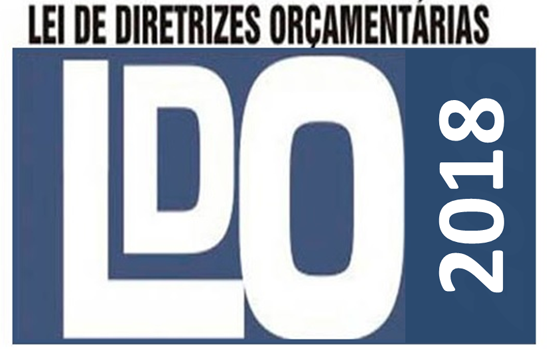 LEI DE DIRETRIZES ORÇAMENTÁRIAS
LDO
2018